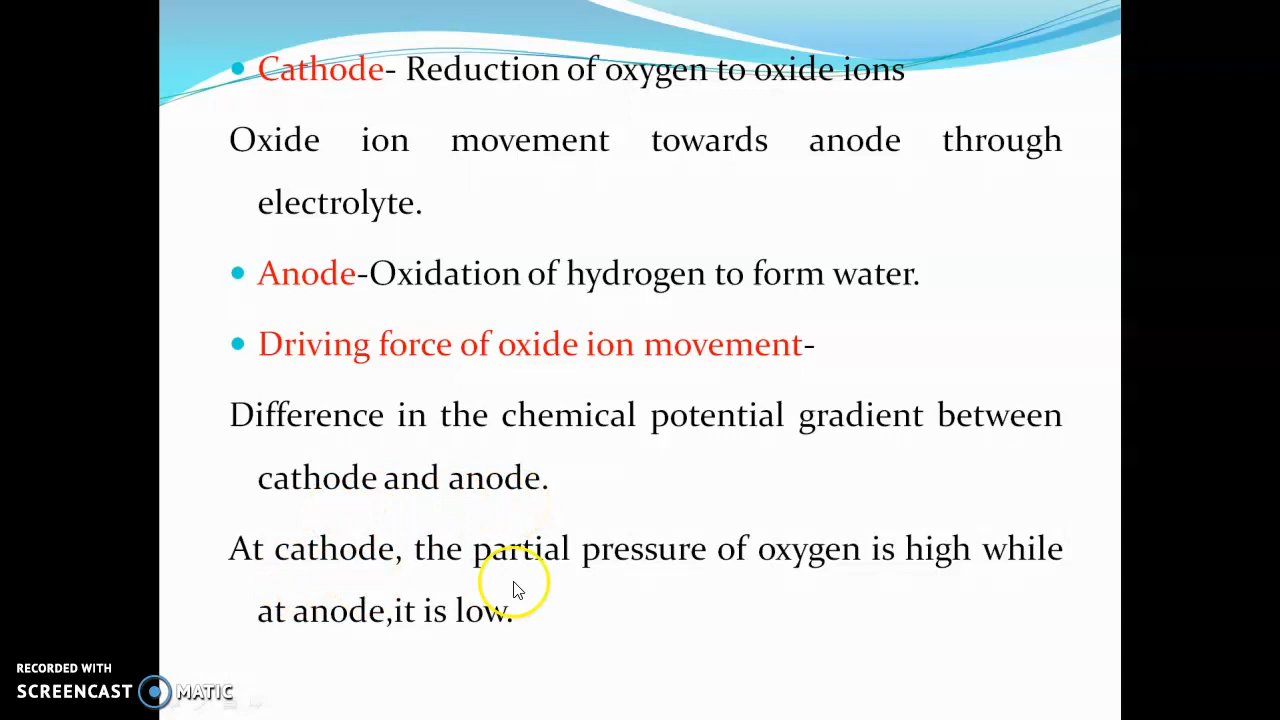 Cathode- Reduction of oxygen to oxide ions
Oxide ion movement towards anode through
electrolyte.
Anode-Oxidation of hydrogen to form water.
Driving force of oxide ion movement-
Difference in the chemical potential gradient between
cathode and anode.
At cathode, the partial pressure of oxygen is high while
at anode,it is low.
RECORDED WITH
SCREENCAST MATIC